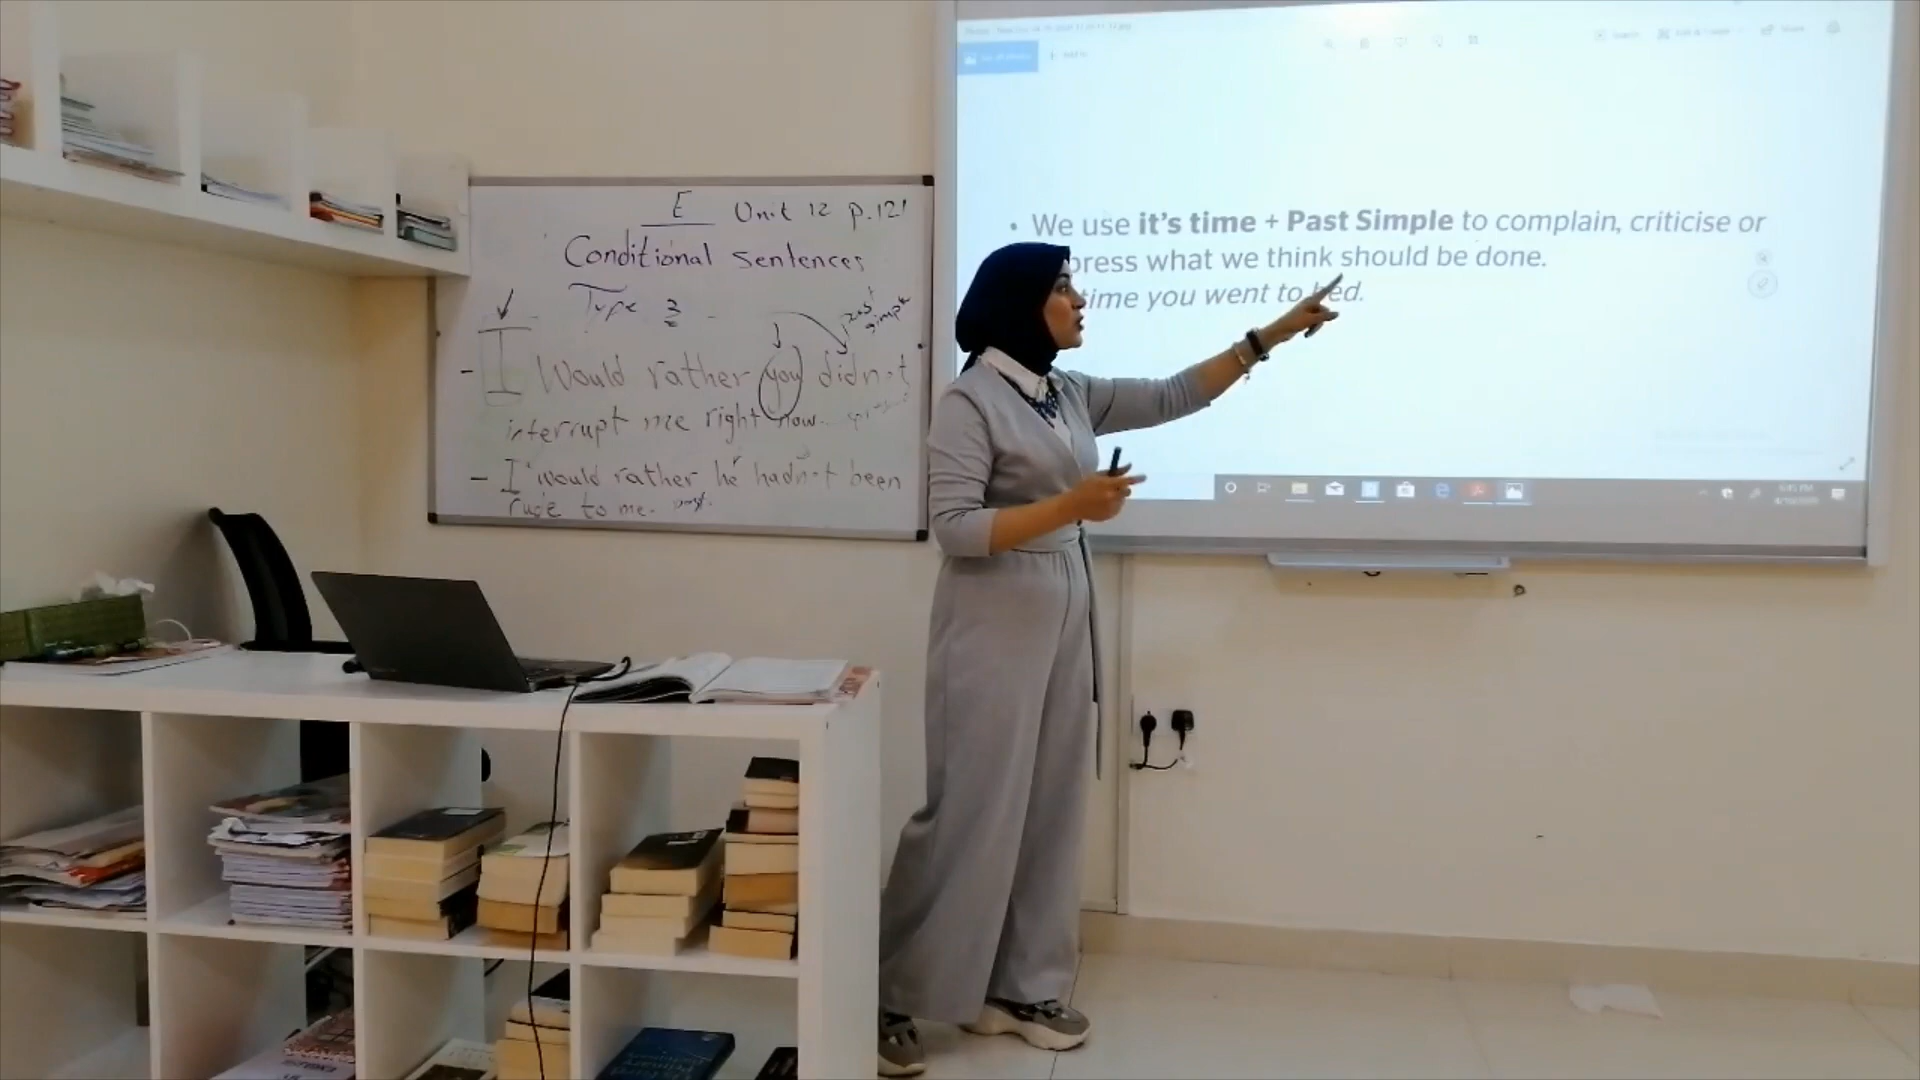 E Unit 12 p.121
Conditional Sentences
Type 3
past simple
- I Would rather you didn't
interrupt me right now.
- I would rather he hadn't been
rude to me. past.
• We use it's time + Past Simple to complain, criticise or
press what we think should be done.
time you went to bed.